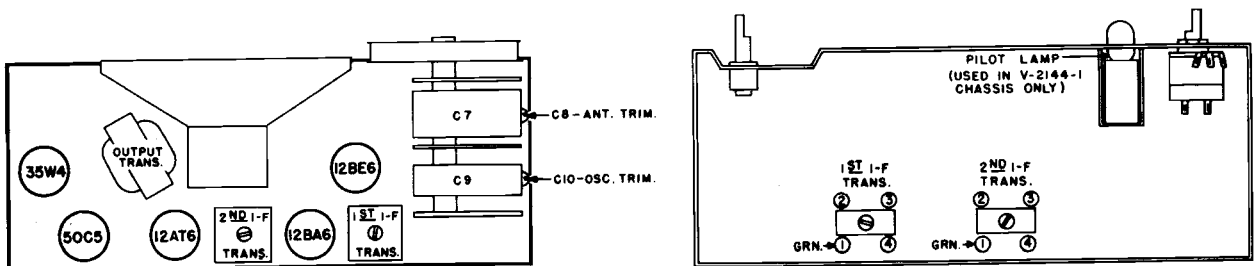 35W4
OUTPUT
TRANS.
12BE6
C7
C8-ANT. TRIM.
C9
C10-OSC. TRIM.
50C5
12AT6
2ND I-F
TRANS.
12BA6
1ST I-F
TRANS.
PILOT LAMP
(USED IN V-2144-1
CHASSIS ONLY)
1ST I-F
TRANS.
2 3
GRN. 1 4
2ND I-F
TRANS.
2 3
GRN. 1 4